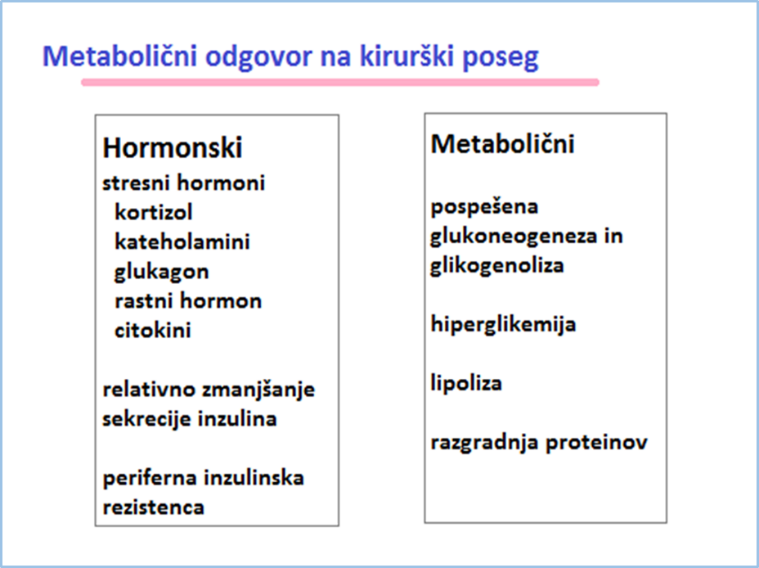 Metabolični odgovor na kirurški poseg
Hormonski
stresni hormoni
kortizol
kateholamini
glukagon
rastni hormon
citokini
relativno zmanjšanje
sekrecije inzulina
periferna inzulinska
rezistenca
Metabolični
pospešena
glukoneogeneza in
glikogenoliza
hiperglikemija
lipoliza
razgradnja proteinov